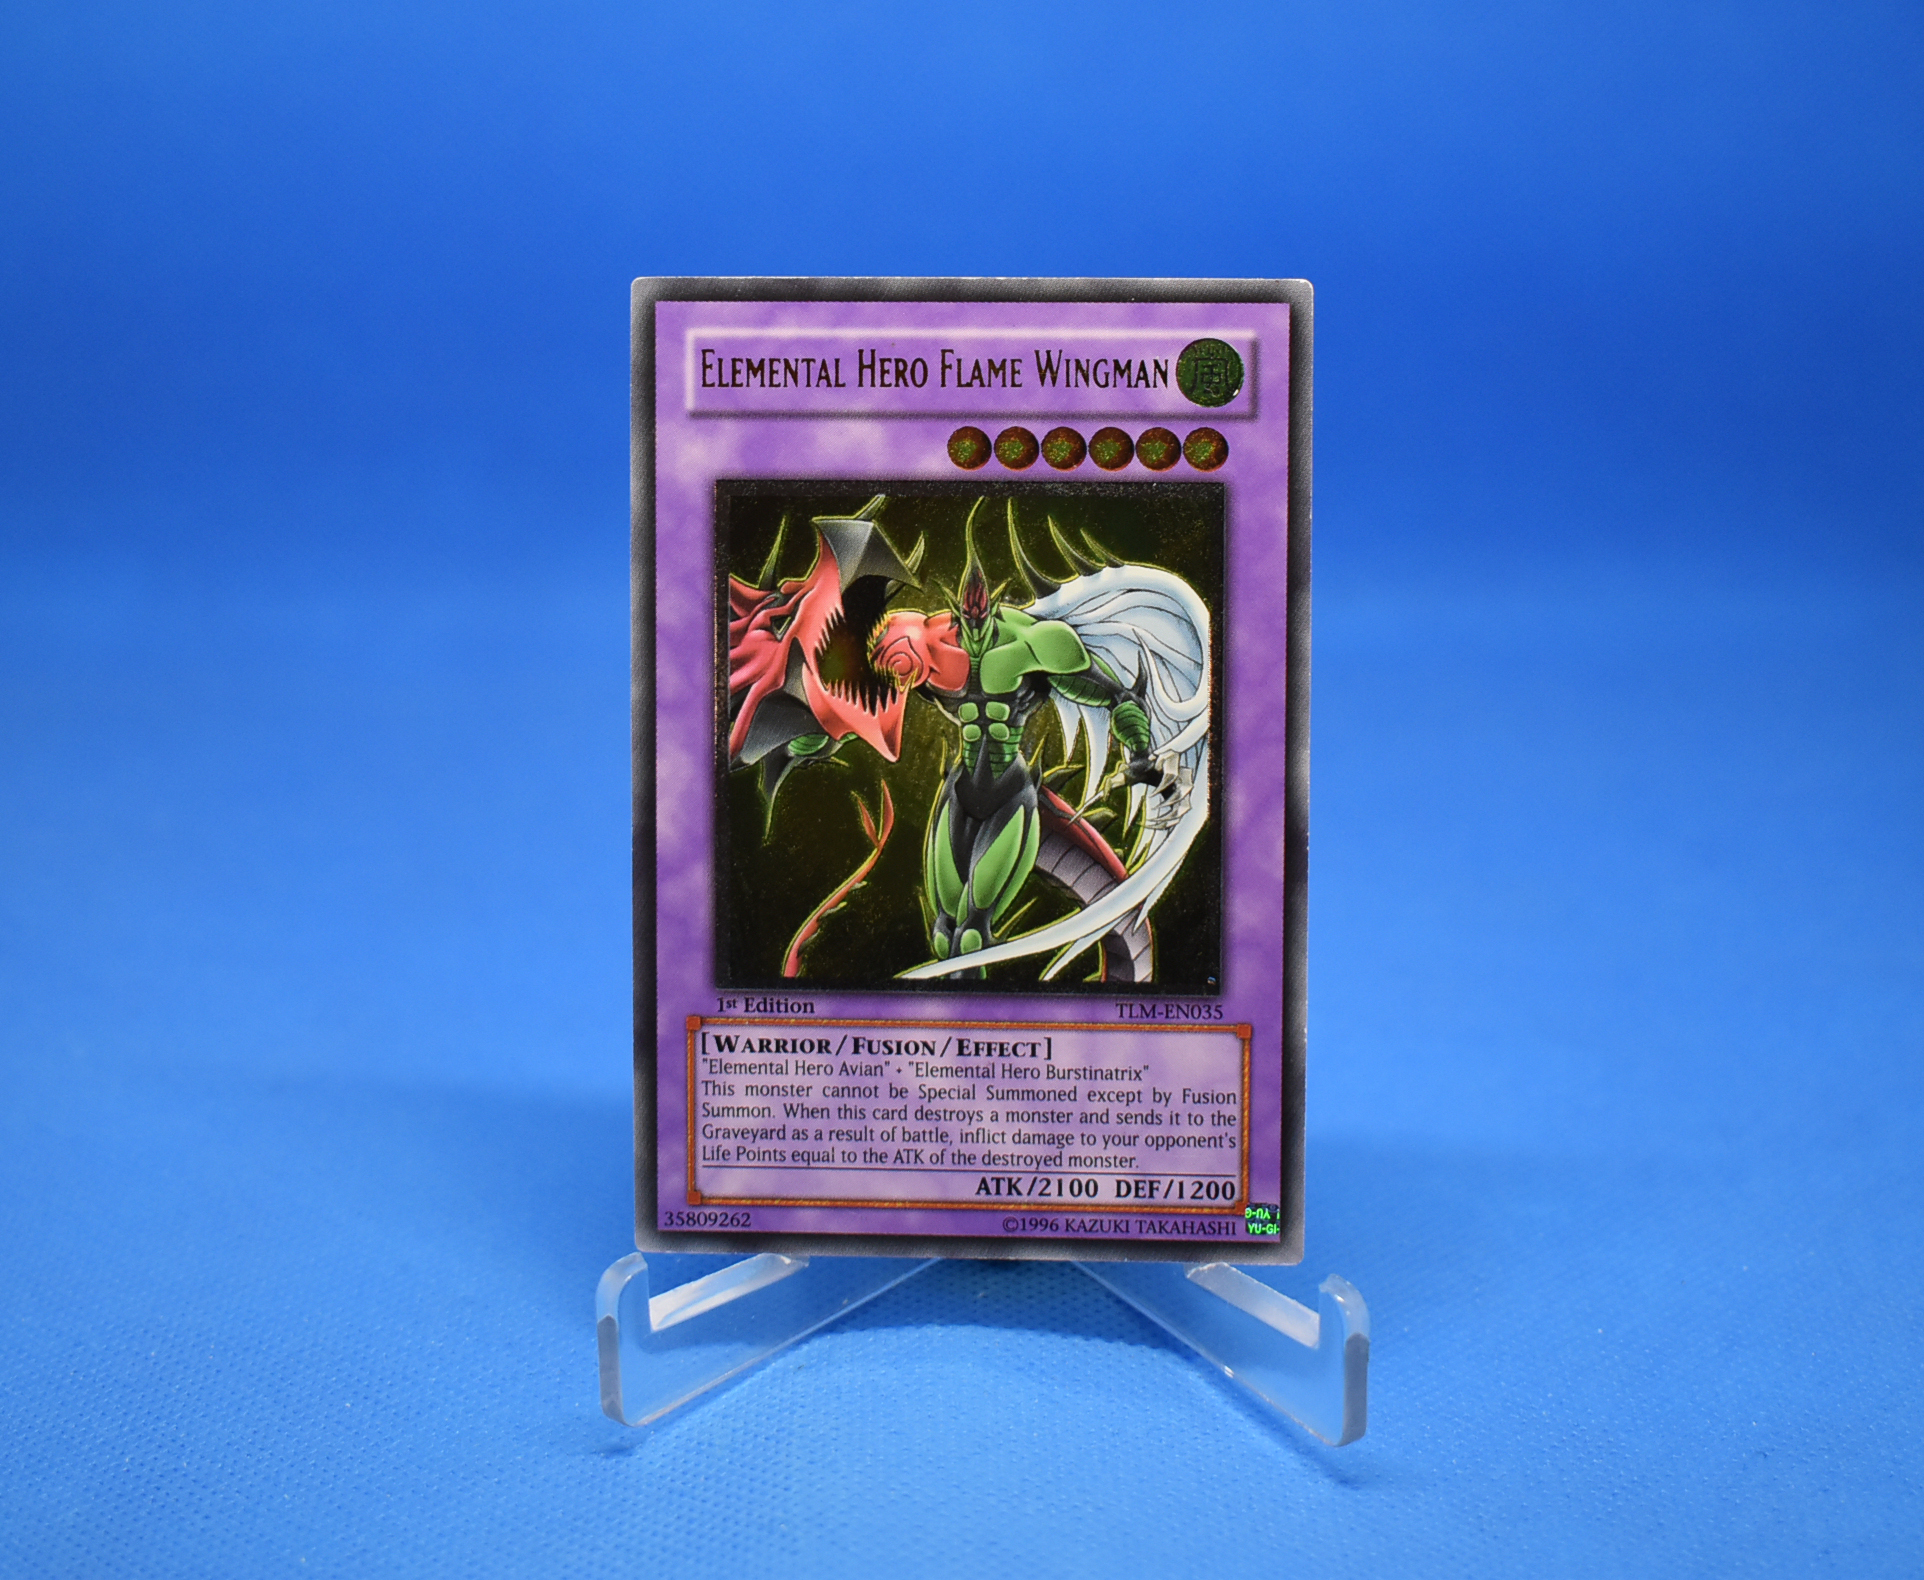 ELEMENTAL HERO FLAME WINGMAN 風
1st Edition TLM-EN035
[WARRIOR/FUSION/EFFECT]
"Elemental Hero Avian" + "Elemental Hero Burstinatrix"
This monster cannot be Special Summoned except by Fusion
Summon. When this card destroys a monster and sends it to the
Graveyard as a result of battle, inflict damage to your opponent's
Life Points equal to the ATK of the destroyed monster.
ATK/2100 DEF/1200
35809262 ©1996 KAZUKI TAKAHASHI
YU-GI-